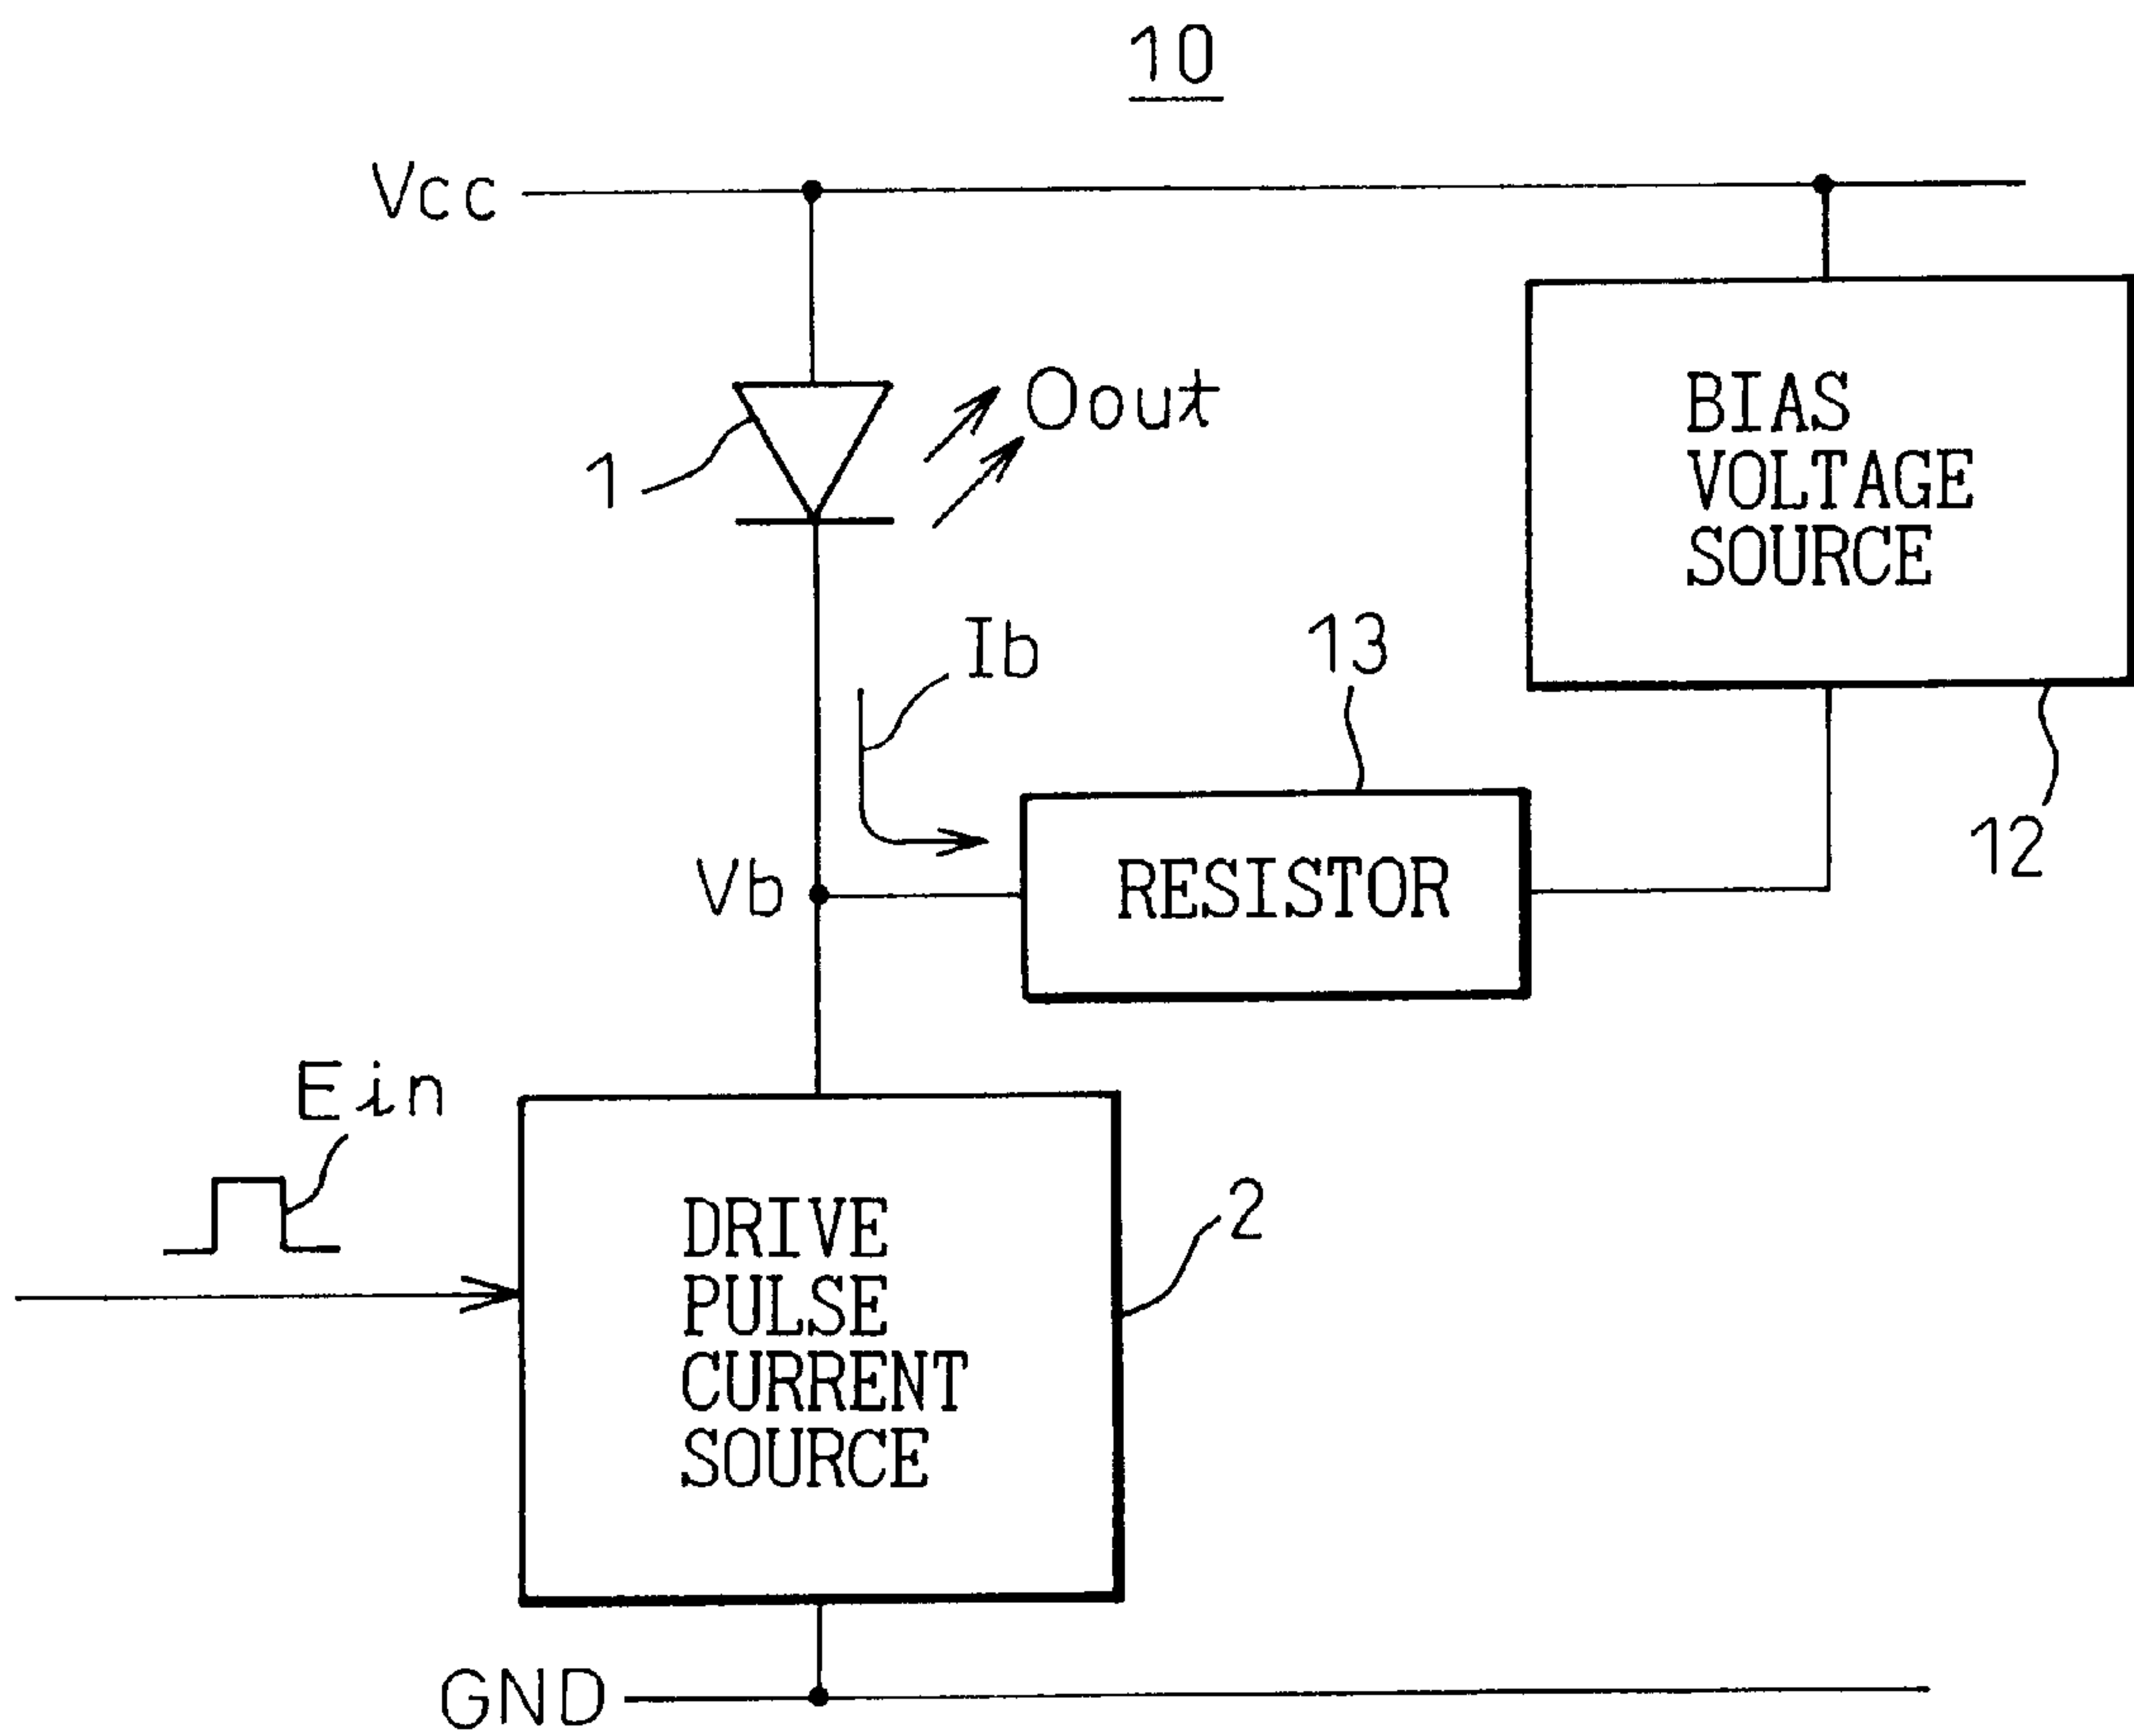 10
Vcc
Oout
1
BIAS
VOLTAGE
SOURCE
Ib
13
12
Vb
RESISTOR
Ein
DRIVE
PULSE
CURRENT
SOURCE
2
GND